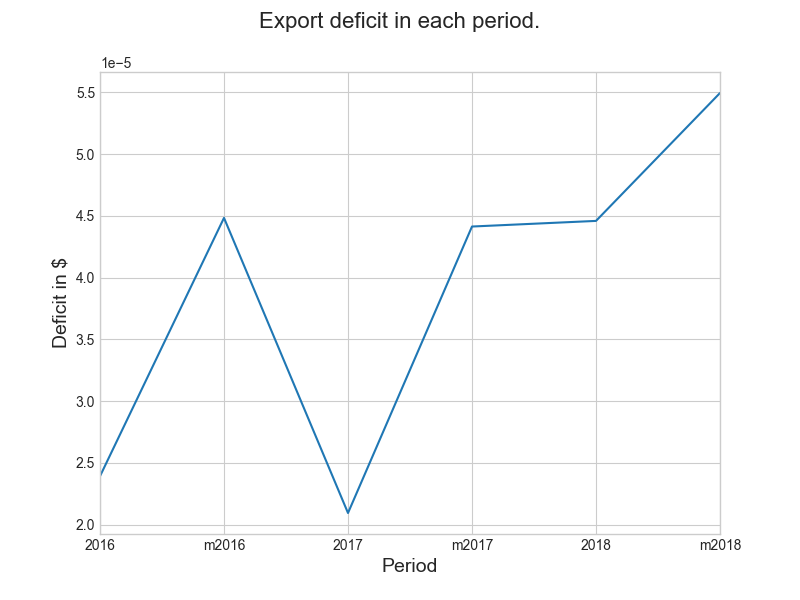 Export deficit in each period.
1e−5
5.5
5.0
4.5
4.0
3.5
3.0
2.5
2.0
Deficit in $
2016 m2016 2017 m2017 2018 m2018
Period